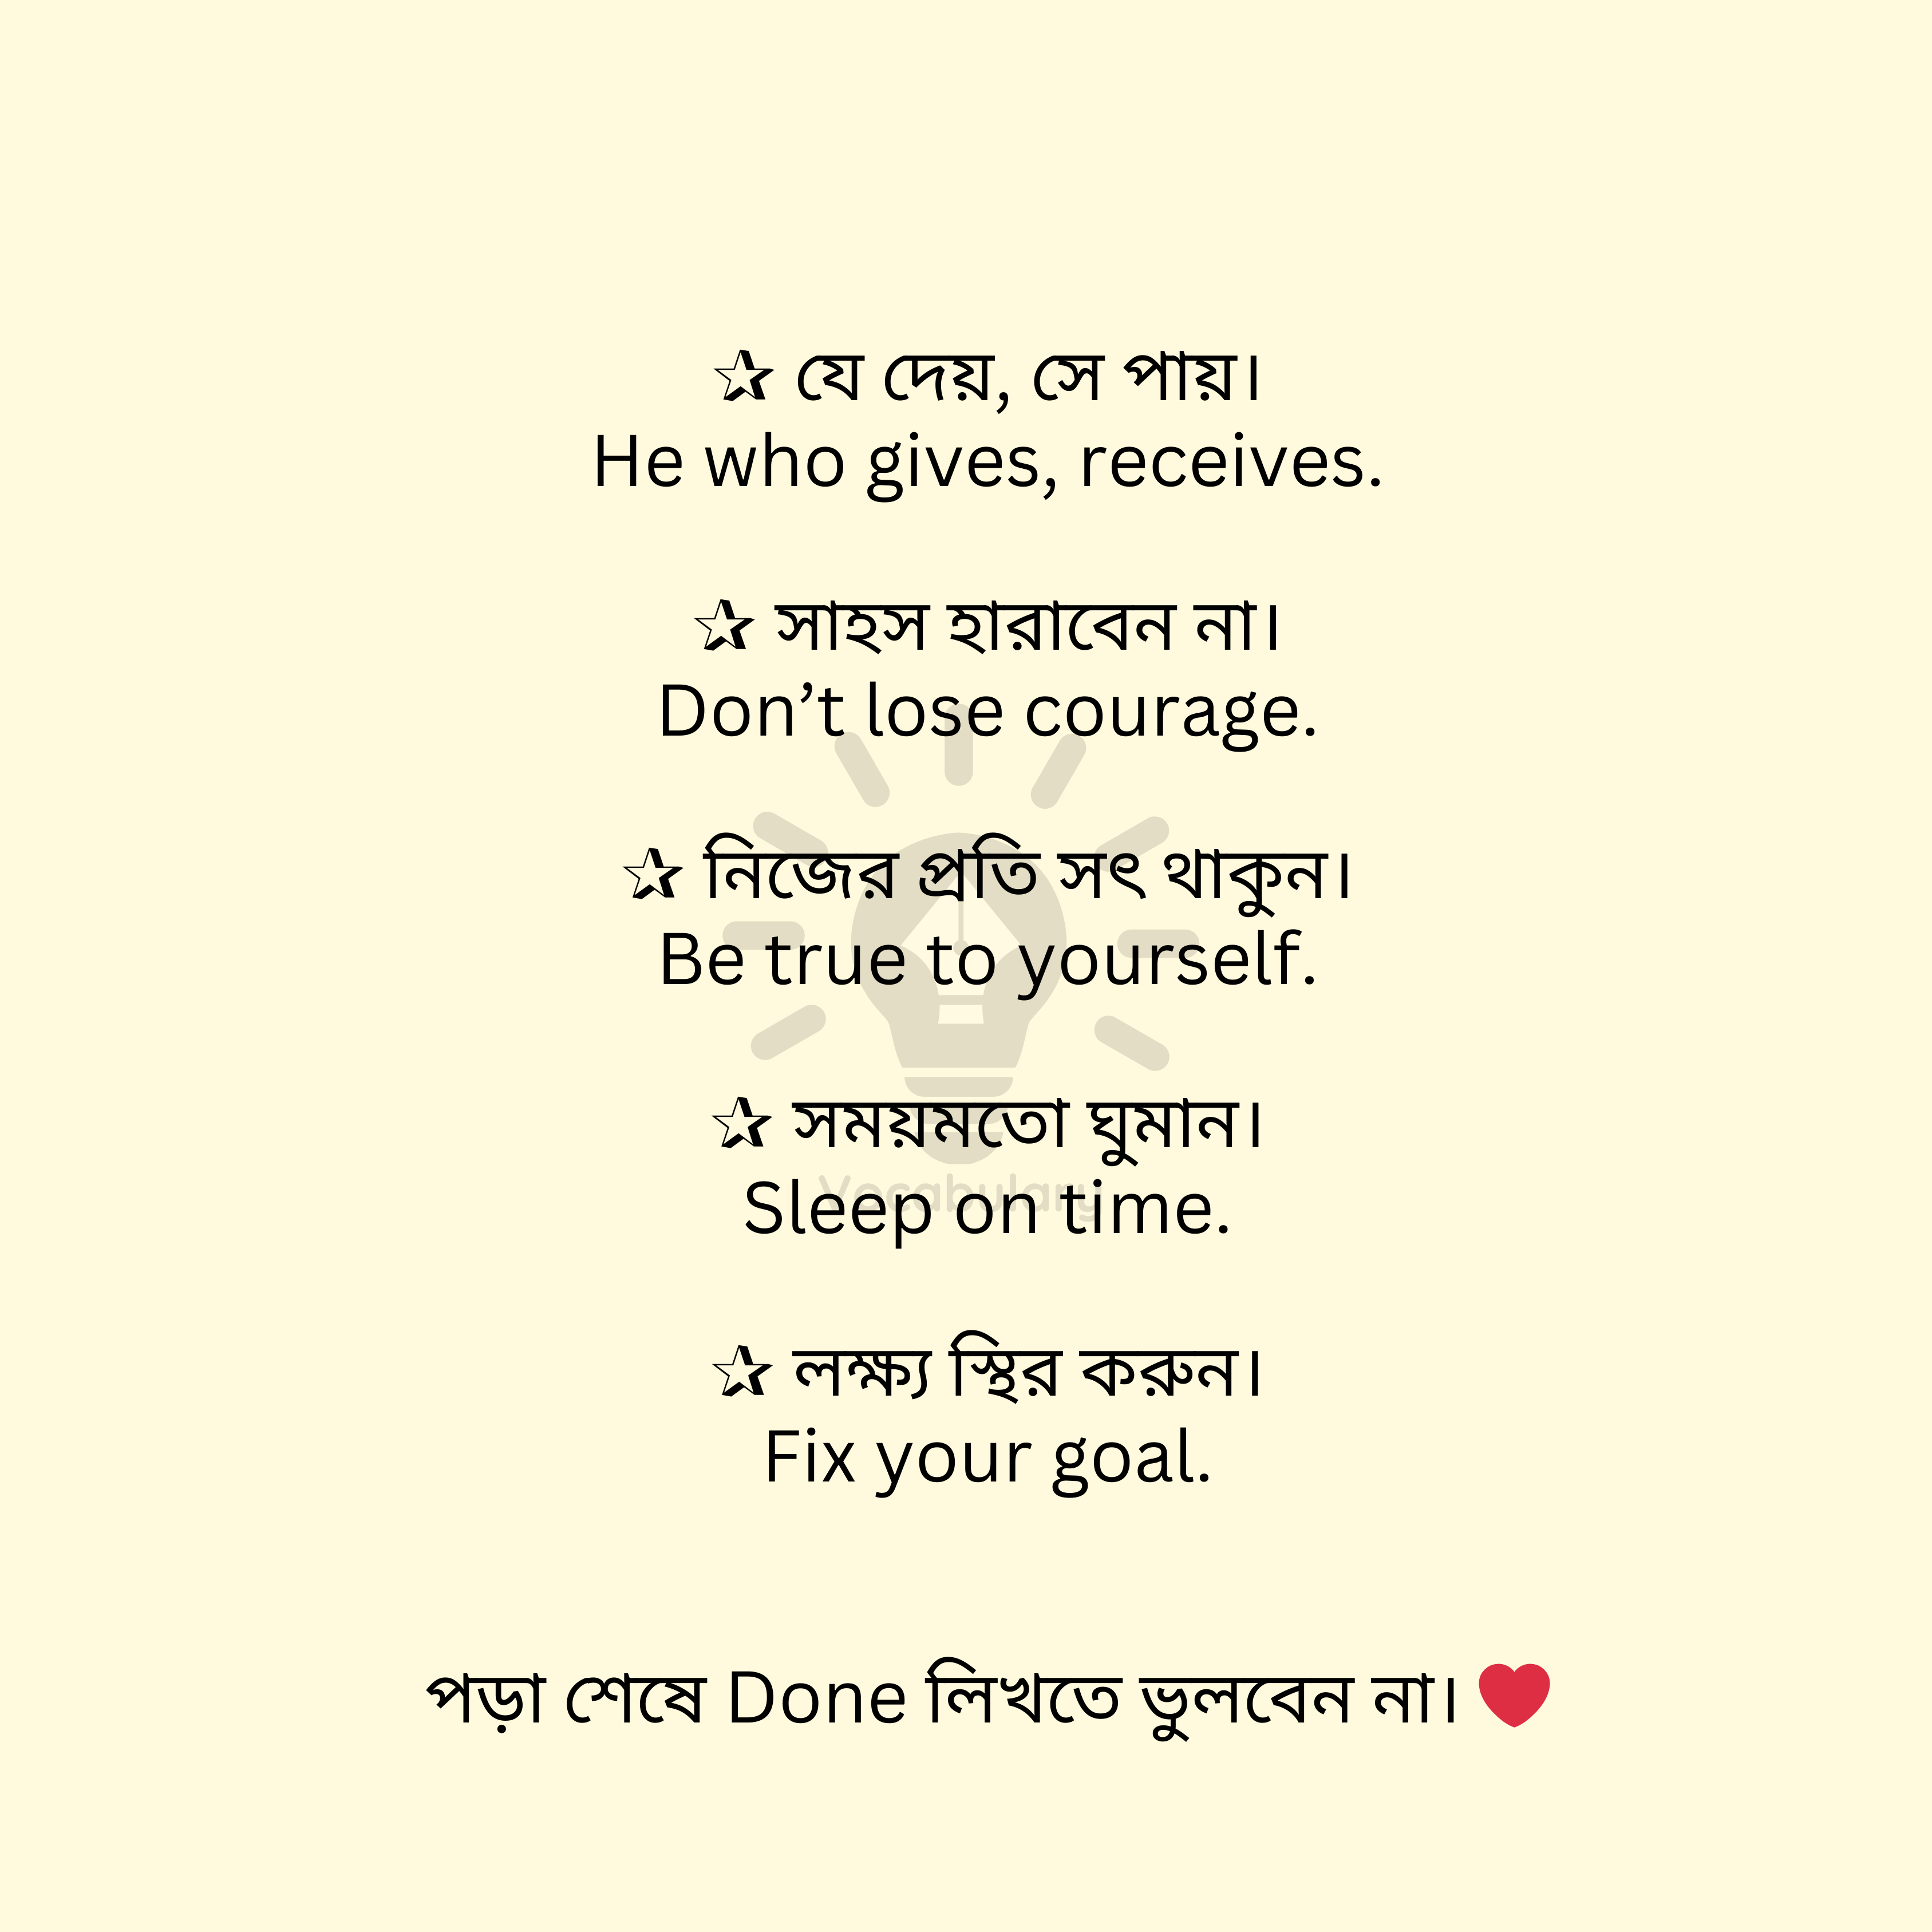 ✰ যে দেয়, সে পায়।
He who gives, receives.
✰ সাহস হারাবেন না।
Don’t lose courage.
✰ নিজের প্রতি সৎ থাকুন।
Be true to yourself.
✰ সময়মতো ঘুমান।
Vocabulary
Sleep on time.
✰ লক্ষ্য স্থির করুন।
Fix your goal.
পড়া শেষে Done লিখতে ভুলবেন না। ❤️